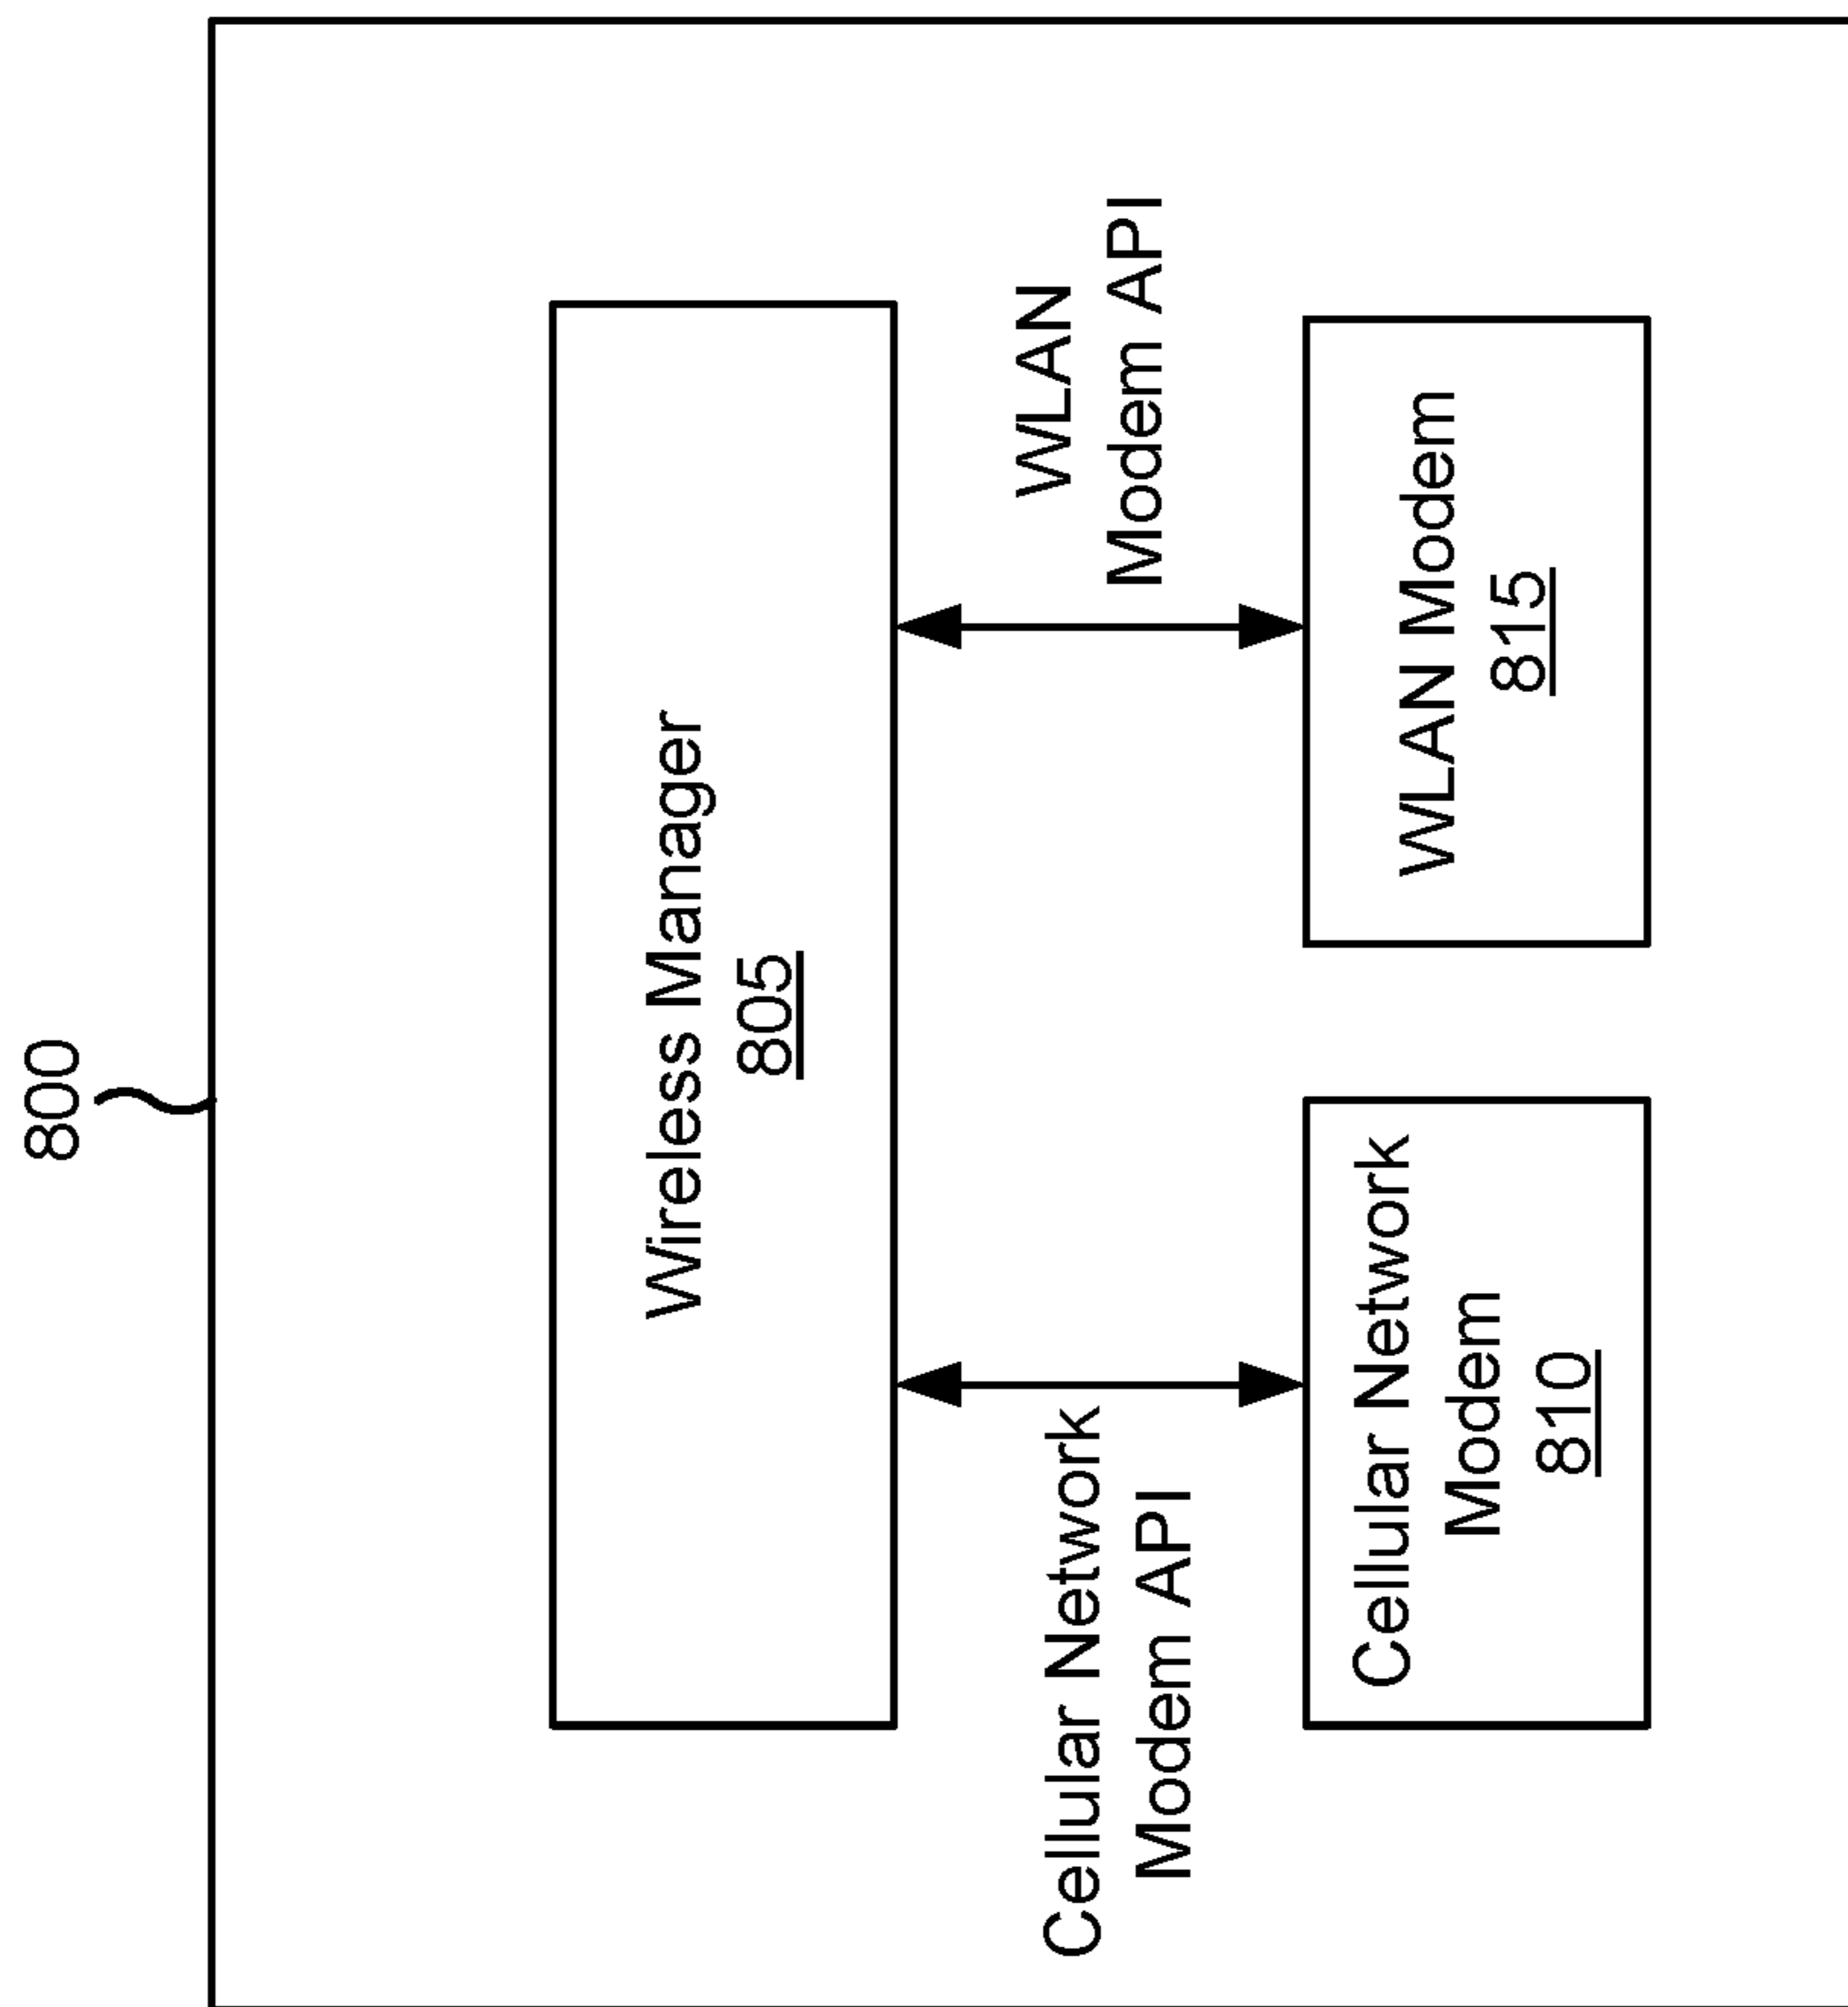 800
Wireless Manager
805
Cellular Network
Modem API
WLAN
Modem API
Cellular Network
Modem
810
WLAN Modem
815